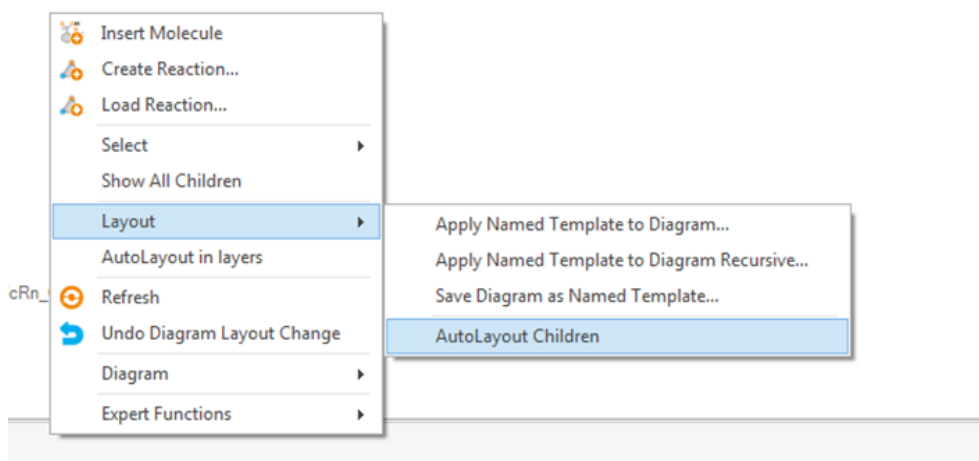 Insert Molecule
Create Reaction...
Load Reaction...
Select
Show All Children
Layout
AutoLayout in layers
Refresh
Undo Diagram Layout Change
Diagram
Expert Functions
Apply Named Template to Diagram...
Apply Named Template to Diagram Recursive...
Save Diagram as Named Template...
AutoLayout Children
cRn_